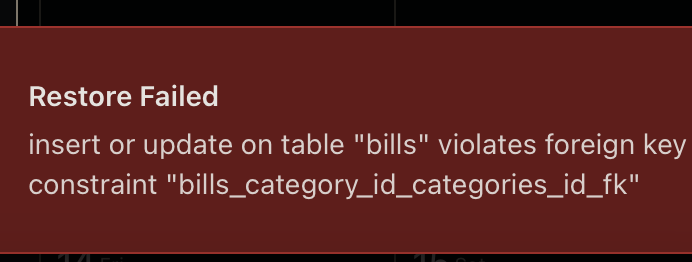 Restore Failed
insert or update on table "bills" violates foreign key
constraint "bills_category_id_categories_id_fk"